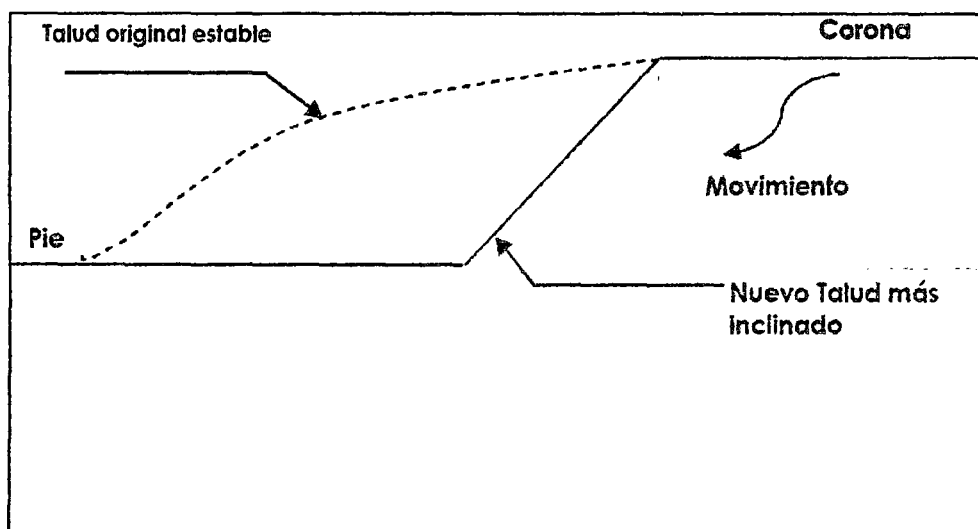 Talud original estable
Corona
Movimiento
Pie
Nuevo Talud más
Inclinado